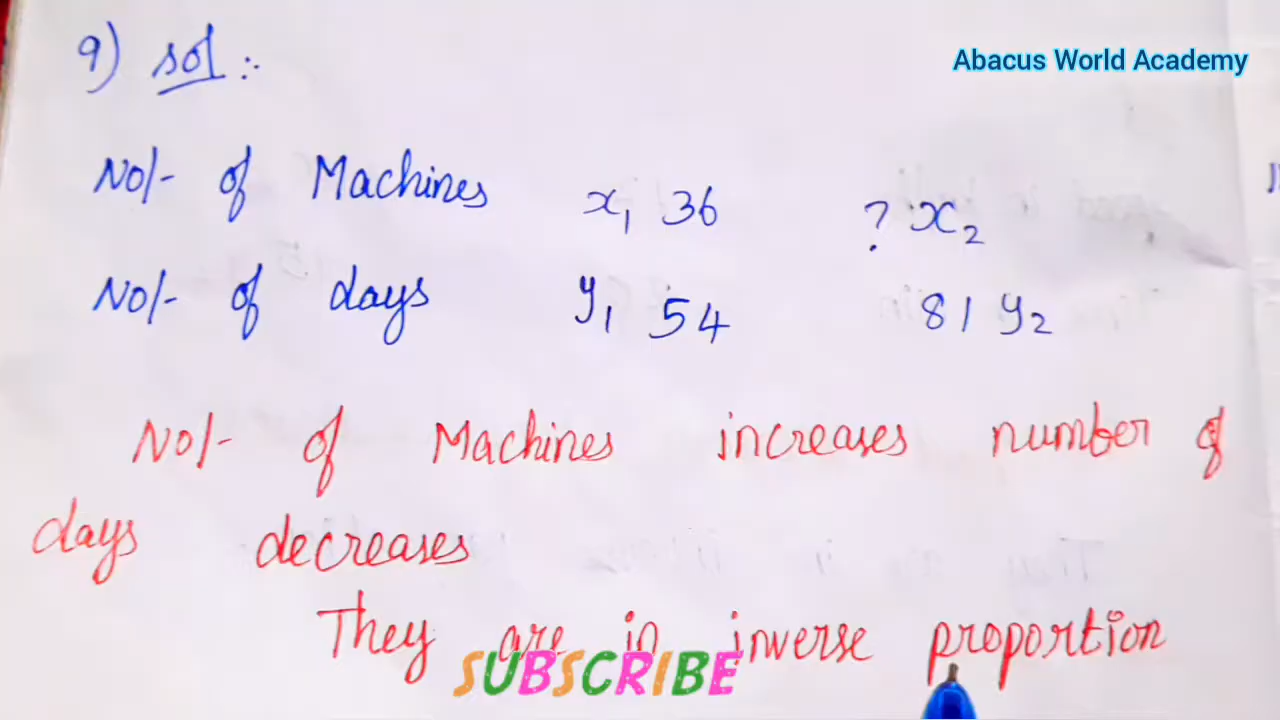 9) sol :-
Abacus World Academy
No/- of Machines x₁ 36 ? x₂
No/- of days y₁ 54 81 y₂
No/- of Machines increases number of
days decreases
They are in inverse proportion
SUBSCRIBE